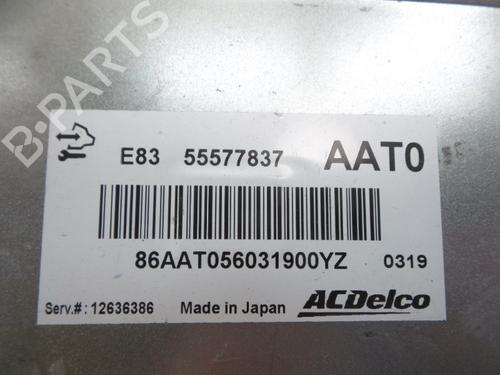 B-PARTS
E83 55577837 AAT0
86AAT056031900YZ 0319
Serv.#: 12636386 Made in Japan ACDelco